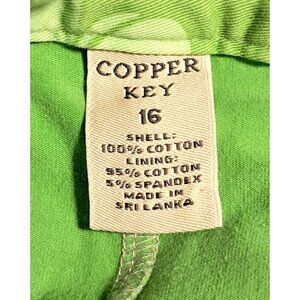 COPPER
KEY
16
SHELL:
100% COTTON
LINING:
95% COTTON
5% SPANDEX
MADE IN
SRI LANKA